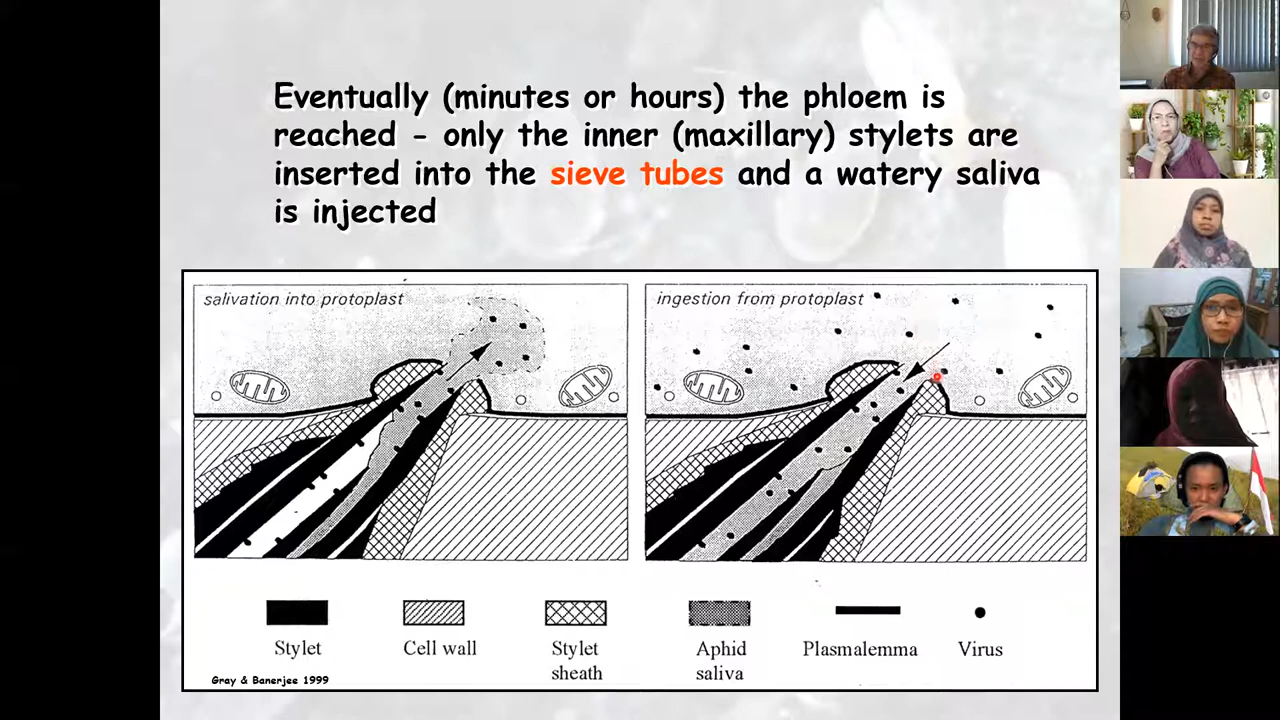 Eventually (minutes or hours) the phloem is
reached - only the inner (maxillary) stylets are
inserted into the sieve tubes and a watery saliva
is injected
salivation into protoplast
ingestion from protoplast
Stylet
Cell wall
Stylet
sheath
Aphid
saliva
Plasmalemma
Virus
Gray & Banerjee 1999